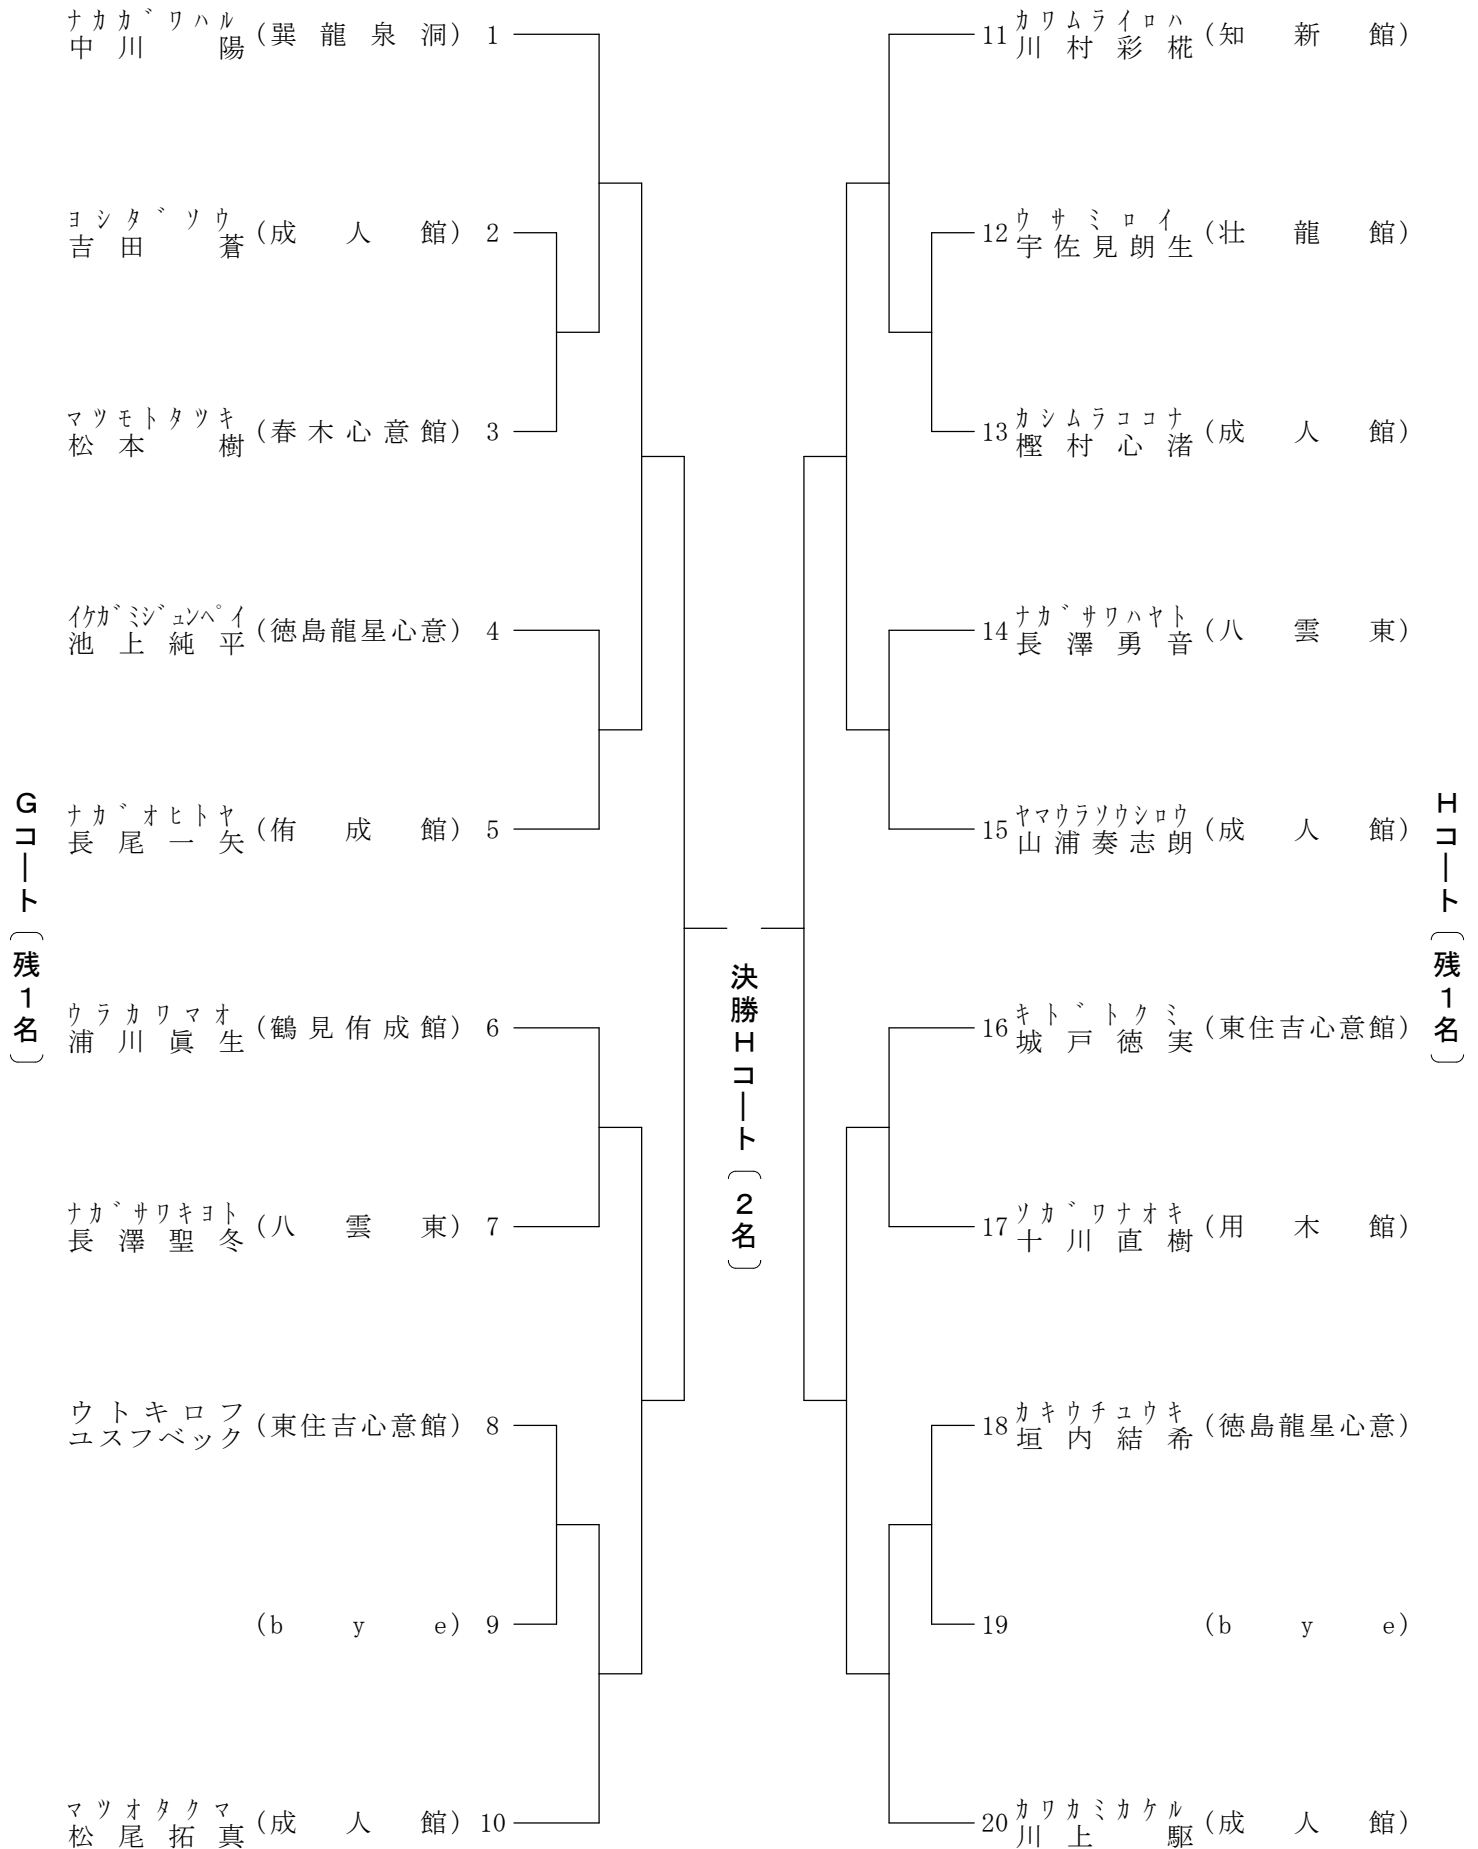 ナカガワハル
中川陽 (巽龍泉洞) 1
ヨシダソウ
吉田蒼 (成人館) 2
マツモトタツキ
松本樹 (春木心意館) 3
イケガミジュンペイ
池上純平 (徳島龍星心意) 4
ナガオヒトヤ
長尾一矢 (侑成館) 5
ウラカワマオ
浦川眞生 (鶴見侑成館) 6
ナガサワキヨト
長澤聖冬 (八雲東) 7
ウトキロフ
ユスフベック (東住吉心意館) 8
(bye) 9
マツオタクマ
松尾拓真 (成人館) 10
Gコート〔残1名〕
決勝Hコート〔2名〕
カワムライロハ
11 川村彩椛 (知新館)
ウサミロイ
12 宇佐見朗生 (壮龍館)
カシムラココナ
13 樫村心渚 (成人館)
ナガサワハヤト
14 長澤勇音 (八雲東)
ヤマウラソウシロウ
15 山浦奏志朗 (成人館)
キドトクミ
16 城戸徳実 (東住吉心意館)
ソガワナオキ
17 十川直樹 (用木館)
カキウチユウキ
18 垣内結希 (徳島龍星心意)
19 (bye)
カワカミカケル
20 川上駆 (成人館)
Hコート〔残1名〕